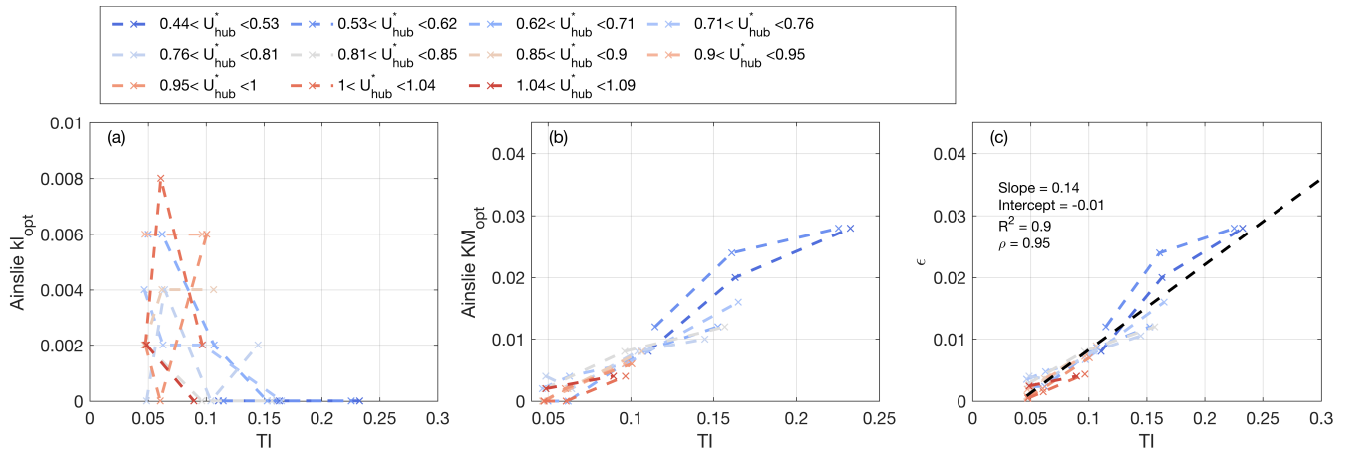 0.44< U*hub <0.53
0.53< U*hub <0.62
0.62< U*hub <0.71
0.71< U*hub <0.76
0.76< U*hub <0.81
0.81< U*hub <0.85
0.85< U*hub <0.9
0.9< U*hub <0.95
0.95< U*hub <1
1< U*hub <1.04
1.04< U*hub <1.09
(a)
0.01
0.008
0.006
0.004
0.002
0
Ainslie klopt
0 0.05 0.1 0.15 0.2 0.25 0.3
TI
(b)
0.04
0.03
0.02
0.01
0
Ainslie KMopt
0.05 0.1 0.15 0.2 0.25
TI
(c)
0.04
0.03
0.02
0.01
0
ϵ
Slope = 0.14
Intercept = -0.01
R2 = 0.9
ρ = 0.95
0 0.05 0.1 0.15 0.2 0.25 0.3
TI